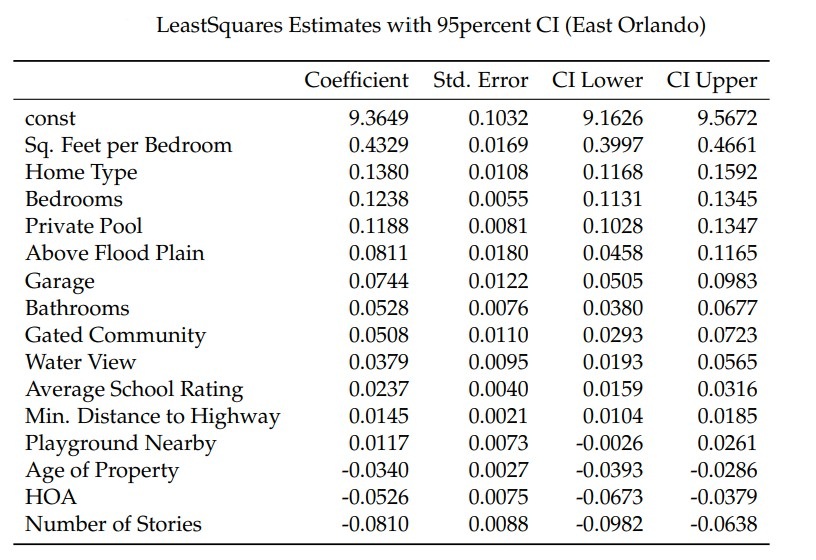 LeastSquares Estimates with 95percent CI (East Orlando)
Coefficient Std. Error CI Lower CI Upper
const 9.3649 0.1032 9.1626 9.5672
Sq. Feet per Bedroom 0.4329 0.0169 0.3997 0.4661
Home Type 0.1380 0.0108 0.1168 0.1592
Bedrooms 0.1238 0.0055 0.1131 0.1345
Private Pool 0.1188 0.0081 0.1028 0.1347
Above Flood Plain 0.0811 0.0180 0.0458 0.1165
Garage 0.0744 0.0122 0.0505 0.0983
Bathrooms 0.0528 0.0076 0.0380 0.0677
Gated Community 0.0508 0.0110 0.0293 0.0723
Water View 0.0379 0.0095 0.0193 0.0565
Average School Rating 0.0237 0.0040 0.0159 0.0316
Min. Distance to Highway 0.0145 0.0021 0.0104 0.0185
Playground Nearby 0.0117 0.0073 -0.0026 0.0261
Age of Property -0.0340 0.0027 -0.0393 -0.0286
HOA -0.0526 0.0075 -0.0673 -0.0379
Number of Stories -0.0810 0.0088 -0.0982 -0.0638